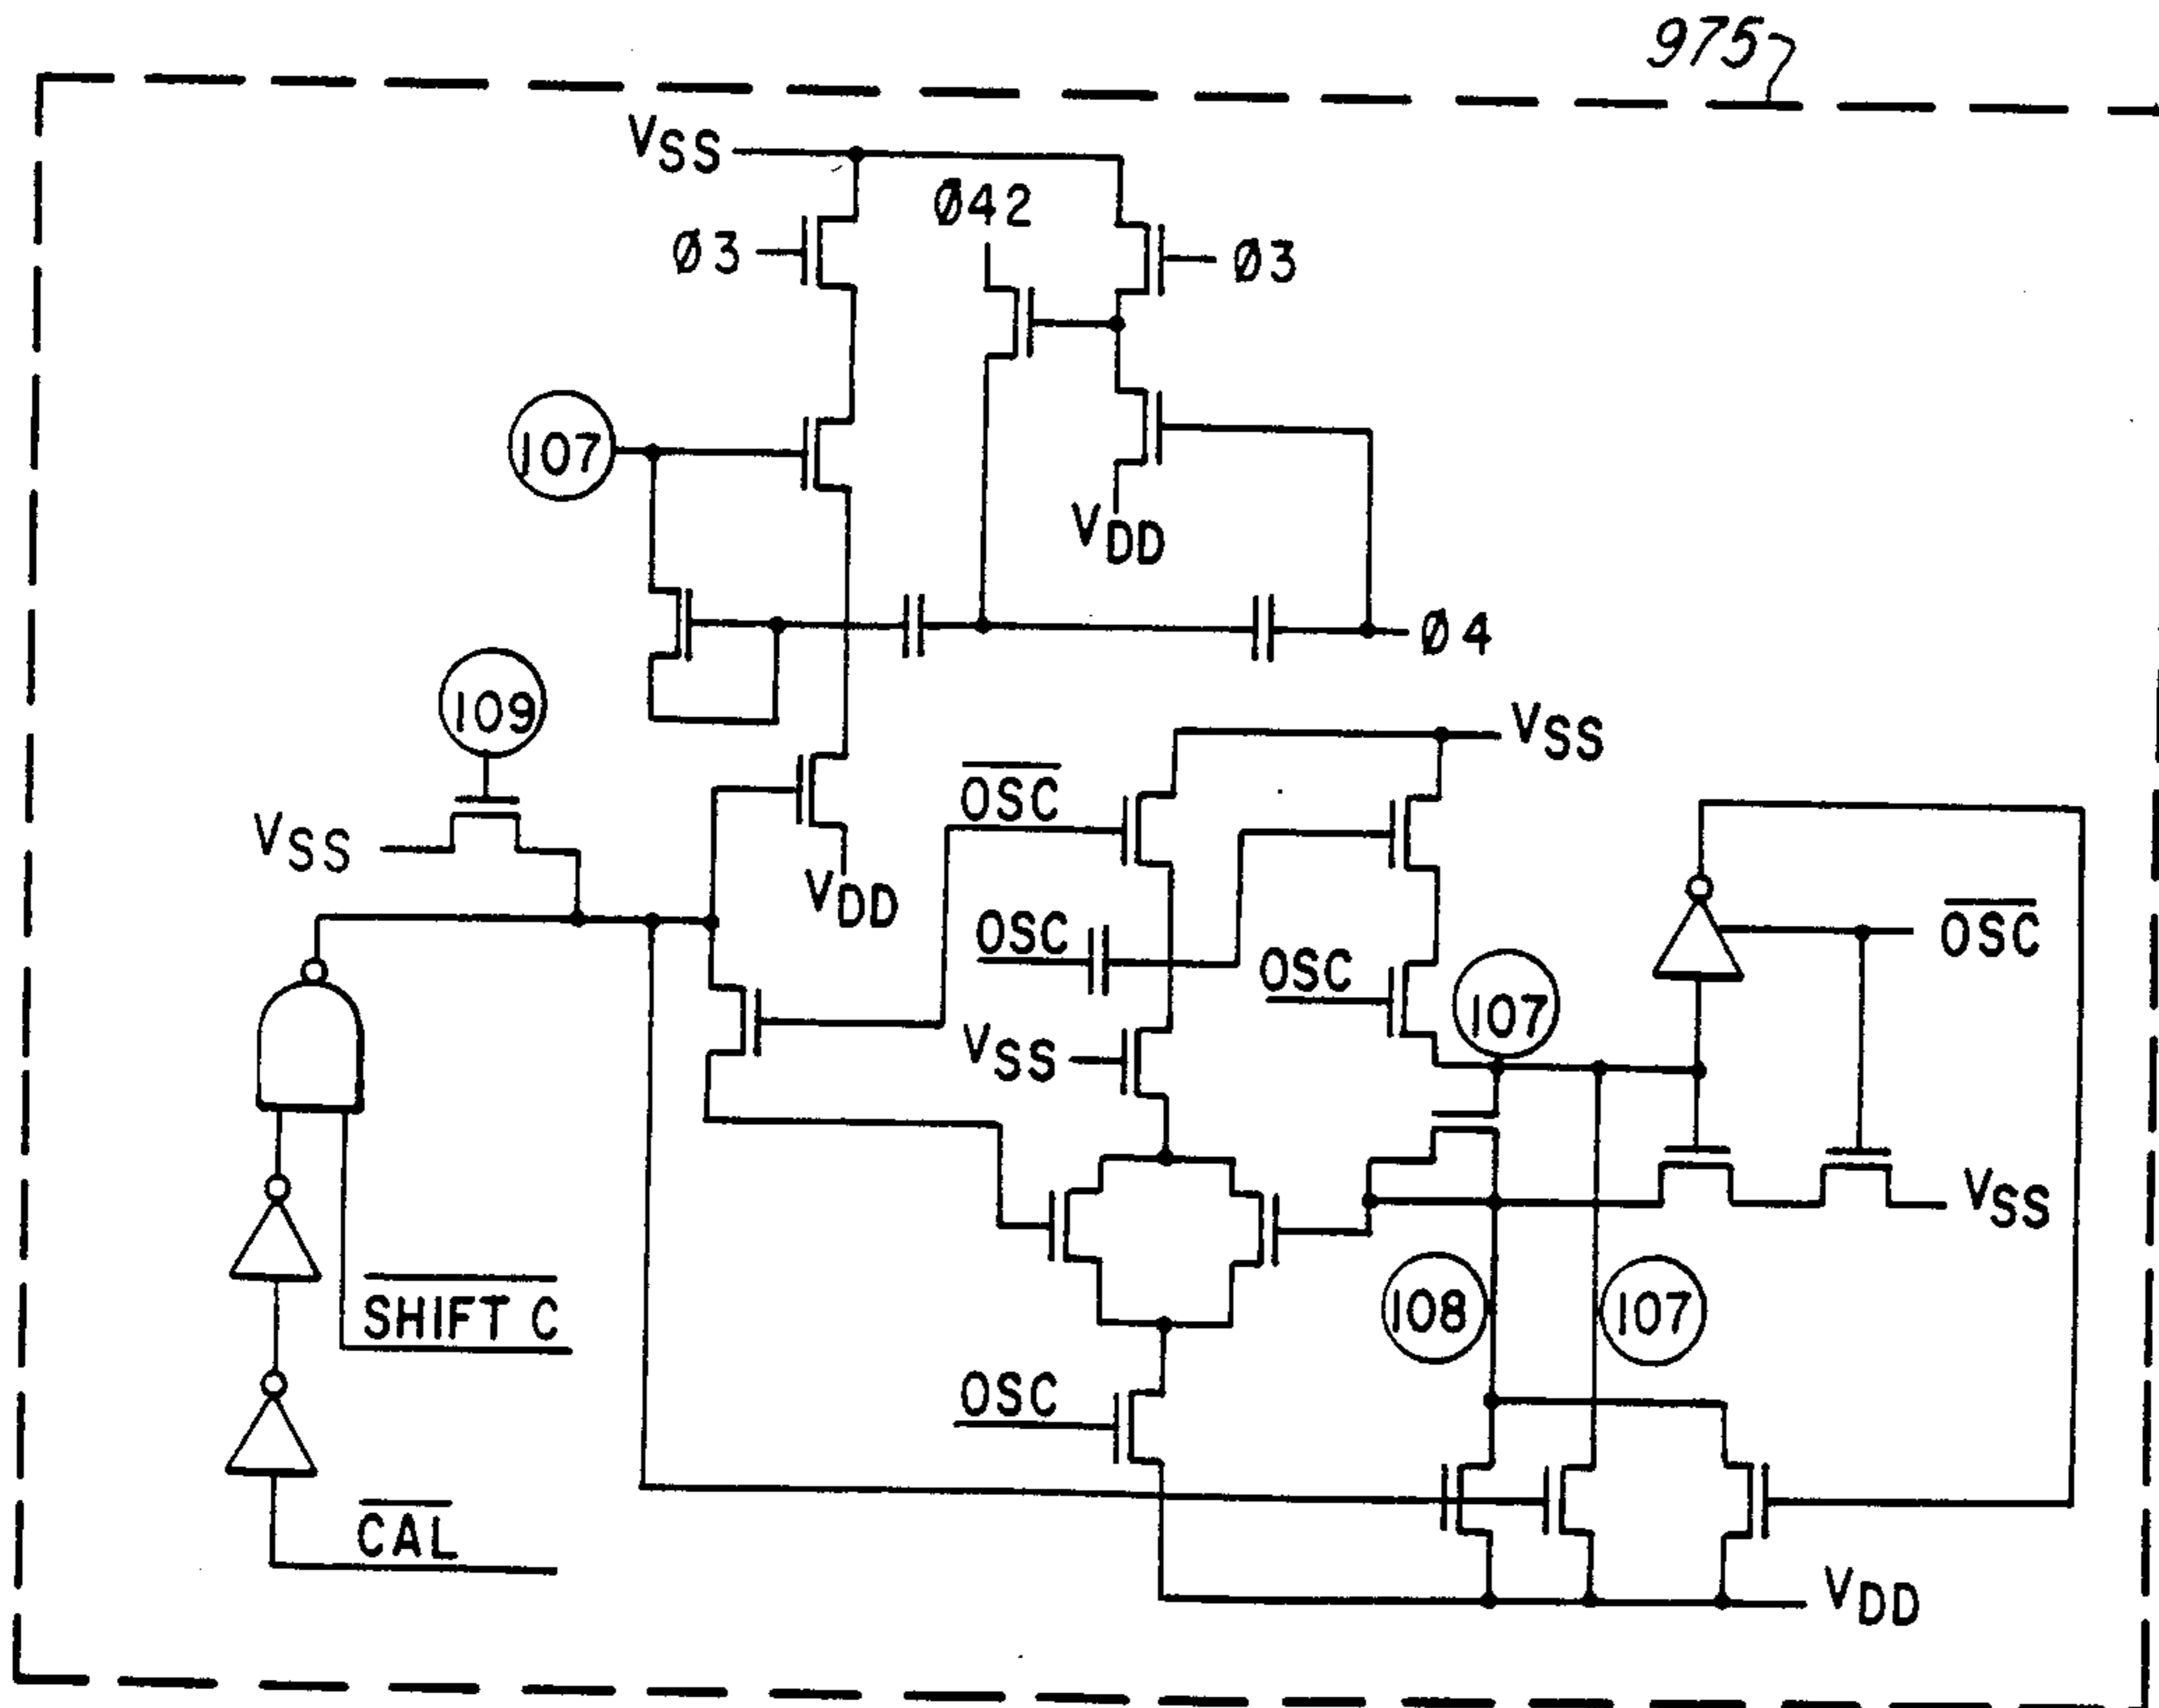 975
VSS
Ø42
Ø3
Ø3
107
VDD
Ø4
109
VSS
OSC
VSS
VDD
OSC
OSC
OSC
107
VSS
VSS
SHIFT C
108
107
OSC
CAL
VDD